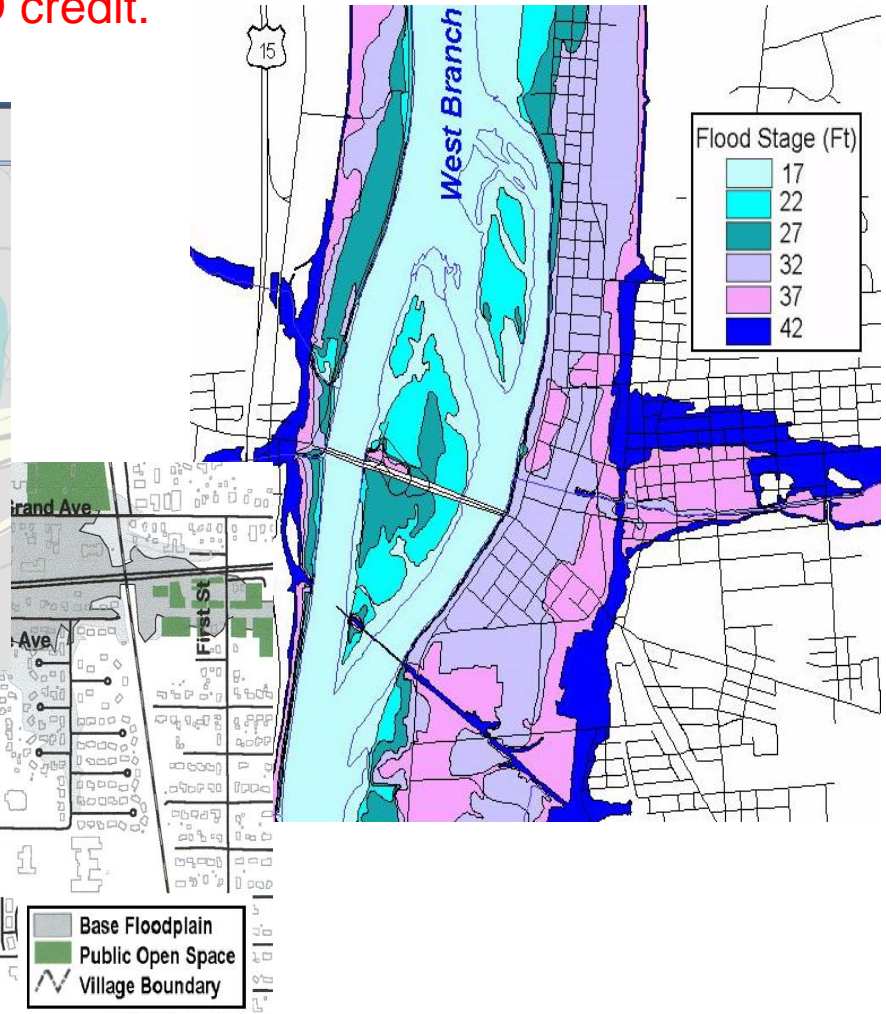 credit.
15
West Branch
Flood Stage (Ft)
17
22
27
32
37
42
Grand Ave
First St
Ave
Base Floodplain
Public Open Space
Village Boundary